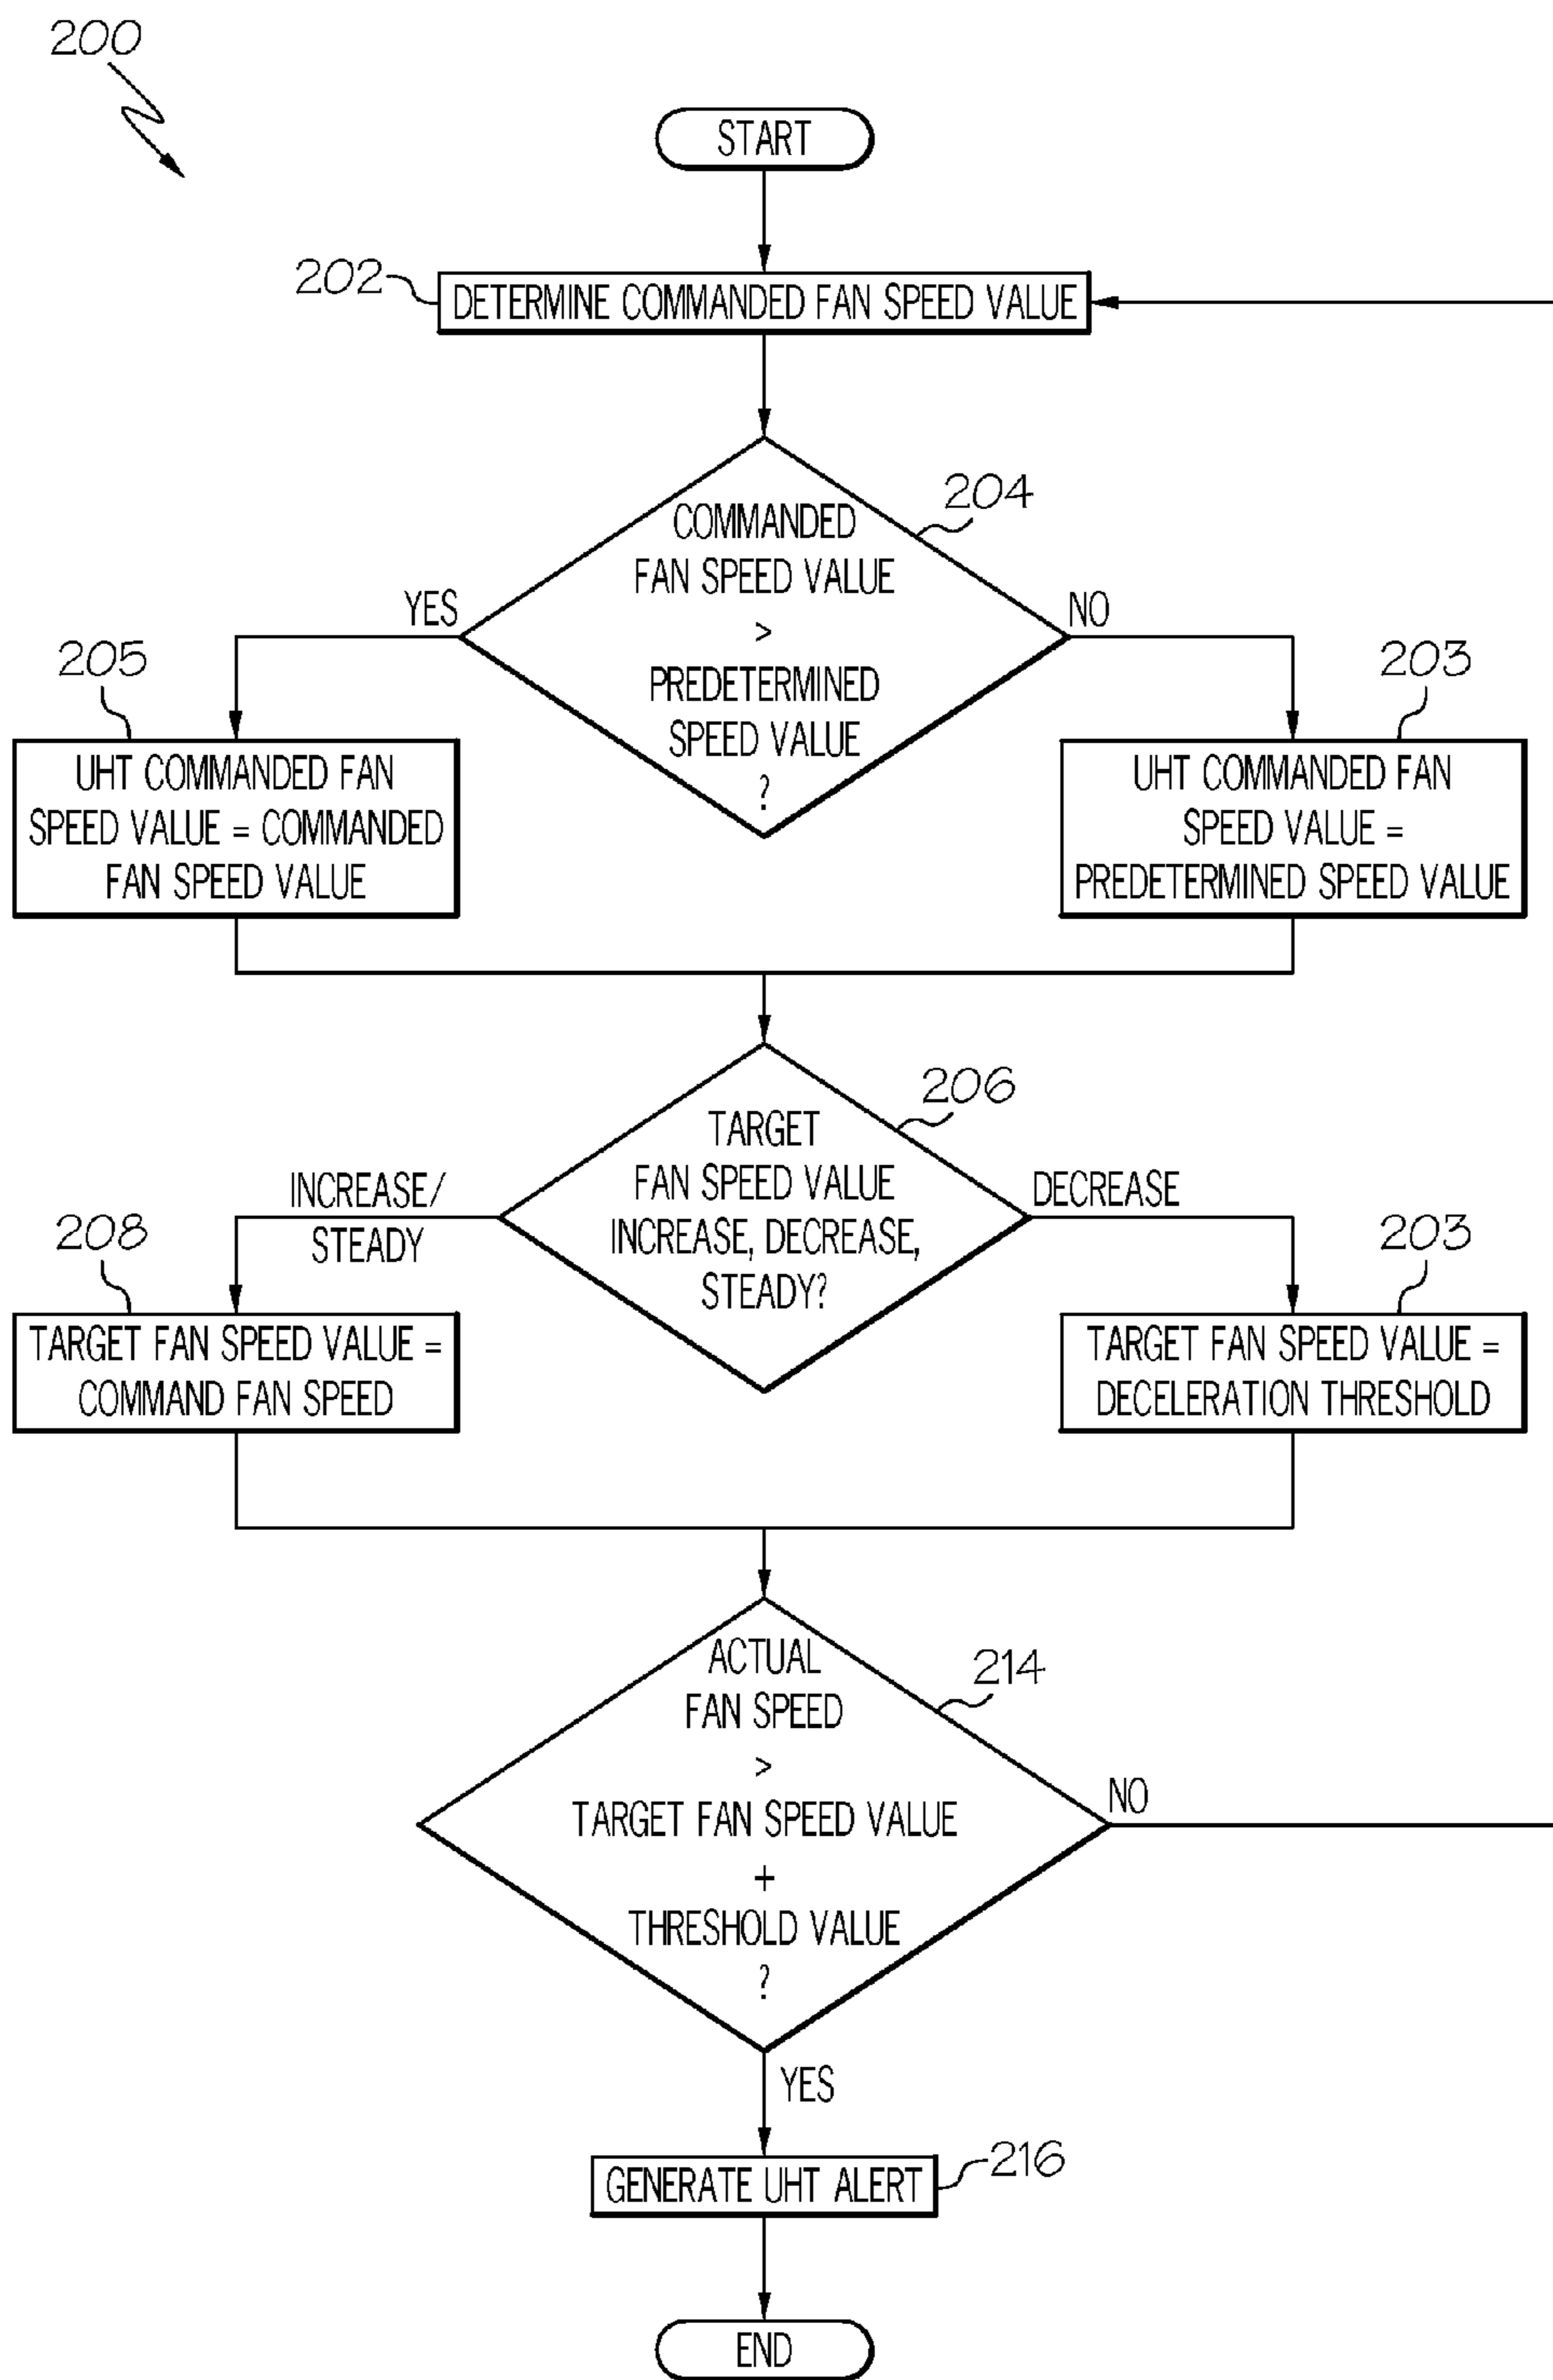 200
START
202
DETERMINE COMMANDED FAN SPEED VALUE
204
COMMANDED
FAN SPEED VALUE
>
PREDETERMINED
SPEED VALUE
?
YES
NO
205
UHT COMMANDED FAN
SPEED VALUE = COMMANDED
FAN SPEED VALUE
203
UHT COMMANDED FAN
SPEED VALUE =
PREDETERMINED SPEED VALUE
206
TARGET
FAN SPEED VALUE
INCREASE, DECREASE,
STEADY?
INCREASE/
STEADY
DECREASE
208
TARGET FAN SPEED VALUE =
COMMAND FAN SPEED
203
TARGET FAN SPEED VALUE =
DECELERATION THRESHOLD
214
ACTUAL
FAN SPEED
>
TARGET FAN SPEED VALUE
+
THRESHOLD VALUE
?
NO
YES
GENERATE UHT ALERT
216
END